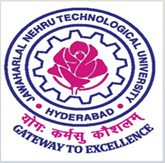 JAWAHARLAL NEHRU TECHNOLOGICAL UNIVERSITY
HYDERABAD
योगः कर्मसु कौशलम्
GATEWAY TO EXCELLENCE